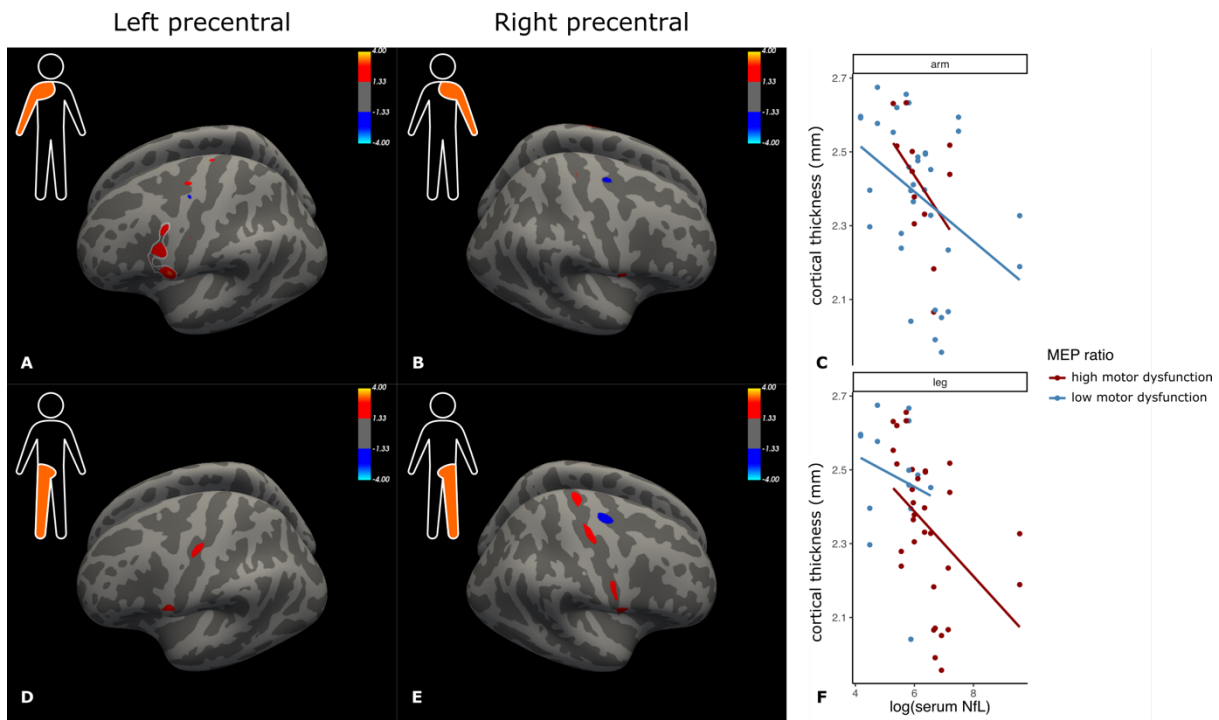 Left precentral
Right precentral
4.00
1.33
-1.33
-4.00
A
4.00
1.33
-1.33
-4.00
B
arm
2.7
2.5
2.3
2.1
cortical thickness (mm)
C
MEP ratio
high motor dysfunction
low motor dysfunction
4.00
1.33
-1.33
-4.00
D
4.00
1.33
-1.33
-4.00
E
leg
2.7
2.5
2.3
2.1
cortical thickness (mm)
F
4 6 8
log(serum NfL)